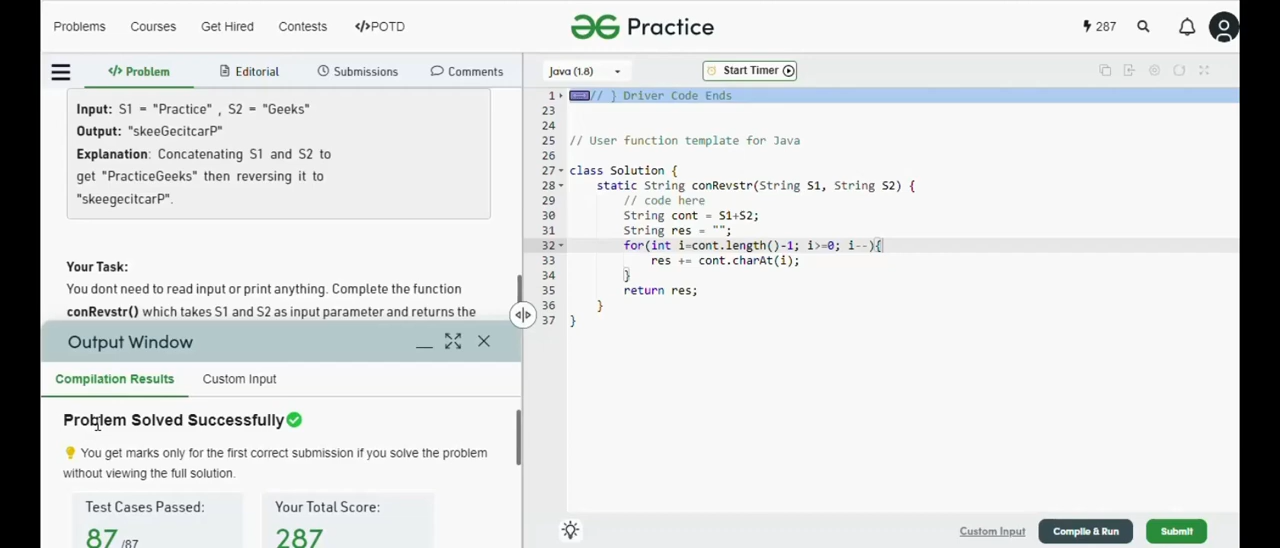 Problems Courses Get Hired Contests </>POTD Practice 287
</> Problem Editorial Submissions Comments
Java (1.8) Start Timer
Input: S1 = "Practice" , S2 = "Geeks"
Output: "skeeGecitcarP"
Explanation: Concatenating S1 and S2 to
get "PracticeGeeks" then reversing it to
"skeegecitcarP".
Your Task:
You dont need to read input or print anything. Complete the function
conRevstr() which takes S1 and S2 as input parameter and returns the
Output Window
Compilation Results Custom Input
Problem Solved Successfully
You get marks only for the first correct submission if you solve the problem
without viewing the full solution.
Test Cases Passed: Your Total Score:
87 /87 287
1 // } Driver Code Ends
23
24
25 // User function template for Java
26
27 class Solution {
28 static String conRevstr(String S1, String S2) {
29 // code here
30 String cont = S1+S2;
31 String res = "";
32 for(int i=cont.length()-1; i>=0; i--){
33 res += cont.charAt(i);
34 }
35 return res;
36 }
37 }
Custom Input Compile & Run Submit